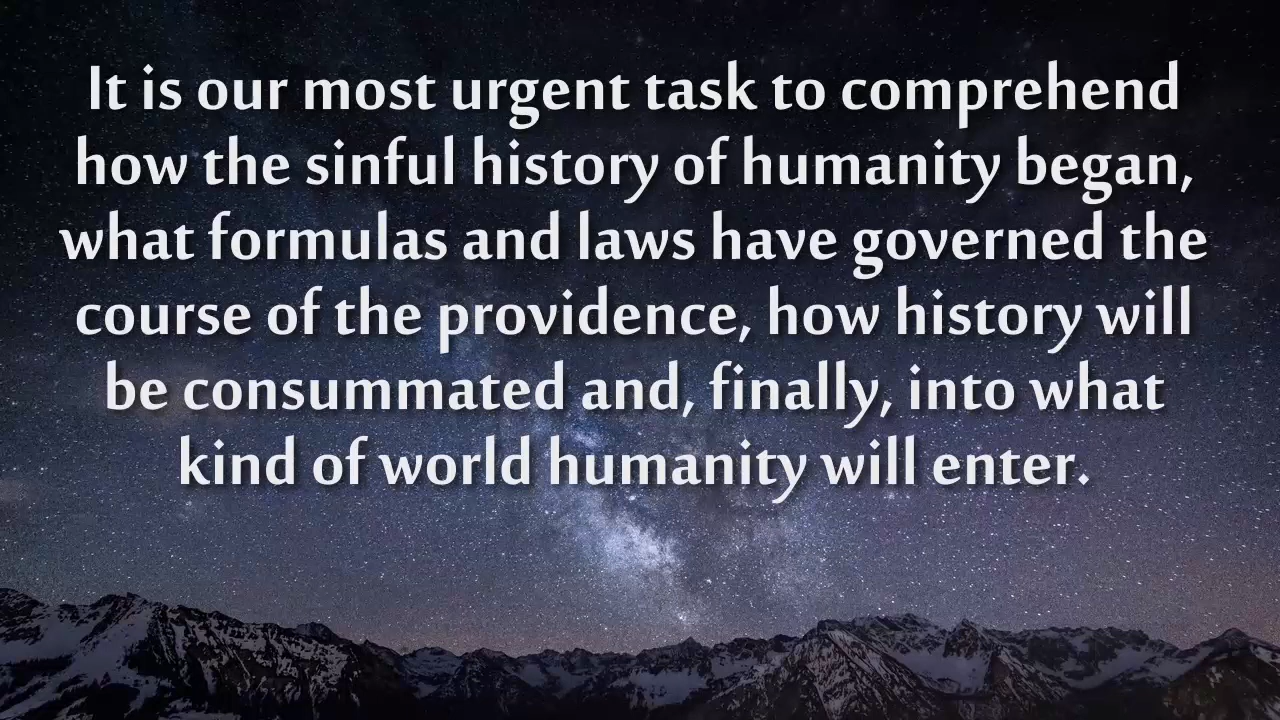 It is our most urgent task to comprehend
how the sinful history of humanity began,
what formulas and laws have governed the
course of the providence, how history will
be consummated and, finally, into what
kind of world humanity will enter.